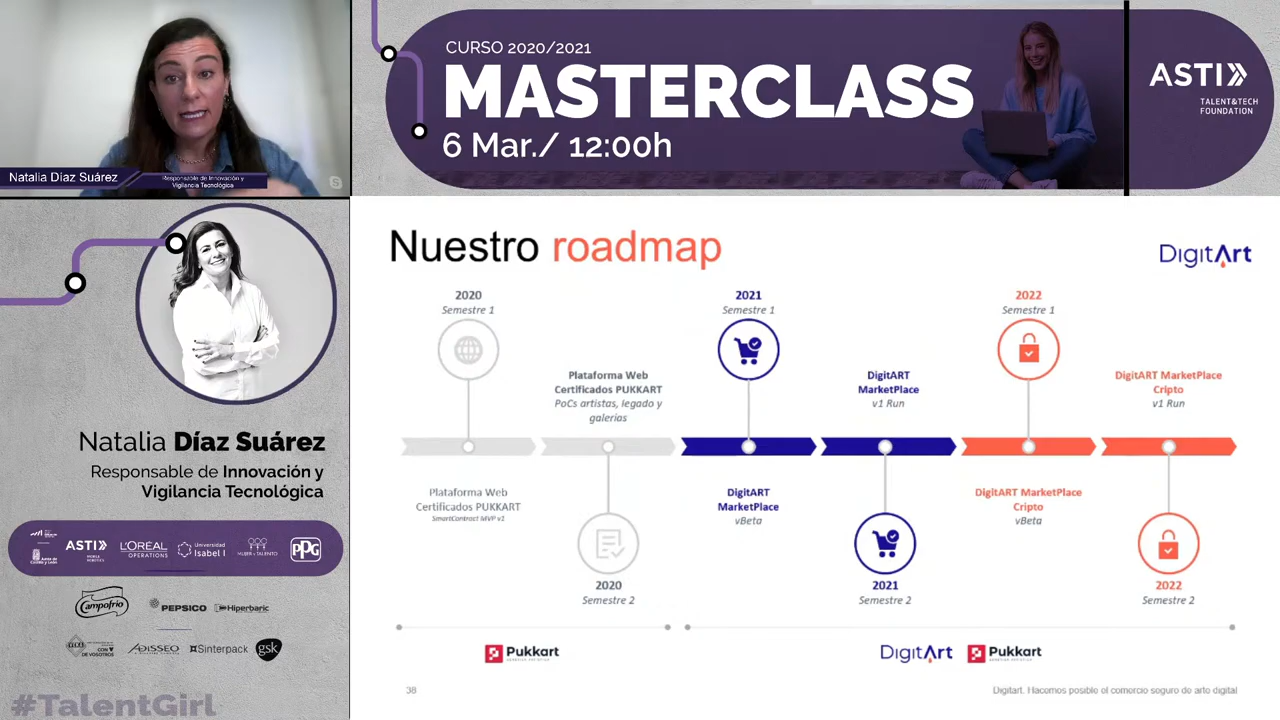 Natalia Díaz Suárez
Responsable de Innovación y
Vigilancia Tecnológica
CURSO 2020/2021
MASTERCLASS
6 Mar./ 12:00h
ASTI
TALENT&TECH
FOUNDATION
Natalia Díaz Suárez
Responsable de Innovación y
Vigilancia Tecnológica
ASTI
L'ORÉAL
OPERATIONS
Universidad
Isabel I
PPG
Campofrío
PEPSICO
Hiperbaric
CON V
DE VOSOTROS
ADISSEO
Sinterpack
gsk
#TalentGirl
Nuestro roadmap
DigitArt
2020
Semestre 1
2021
Semestre 1
2022
Semestre 1
Plataforma Web
Certificados PUKKART
PoCs artistas, legado y
galerías
DigitART
MarketPlace
v1 Run
DigitART MarketPlace
Cripto
v1 Run
Plataforma Web
Certificados PUKKART
SmartContract MVP v1
DigitART
MarketPlace
vBeta
DigitART MarketPlace
Cripto
vBeta
2020
Semestre 2
2021
Semestre 2
2022
Semestre 2
Pukkart
DigitArt
Pukkart
38
Digitart. Hacemos posible el comercio seguro de arte digital